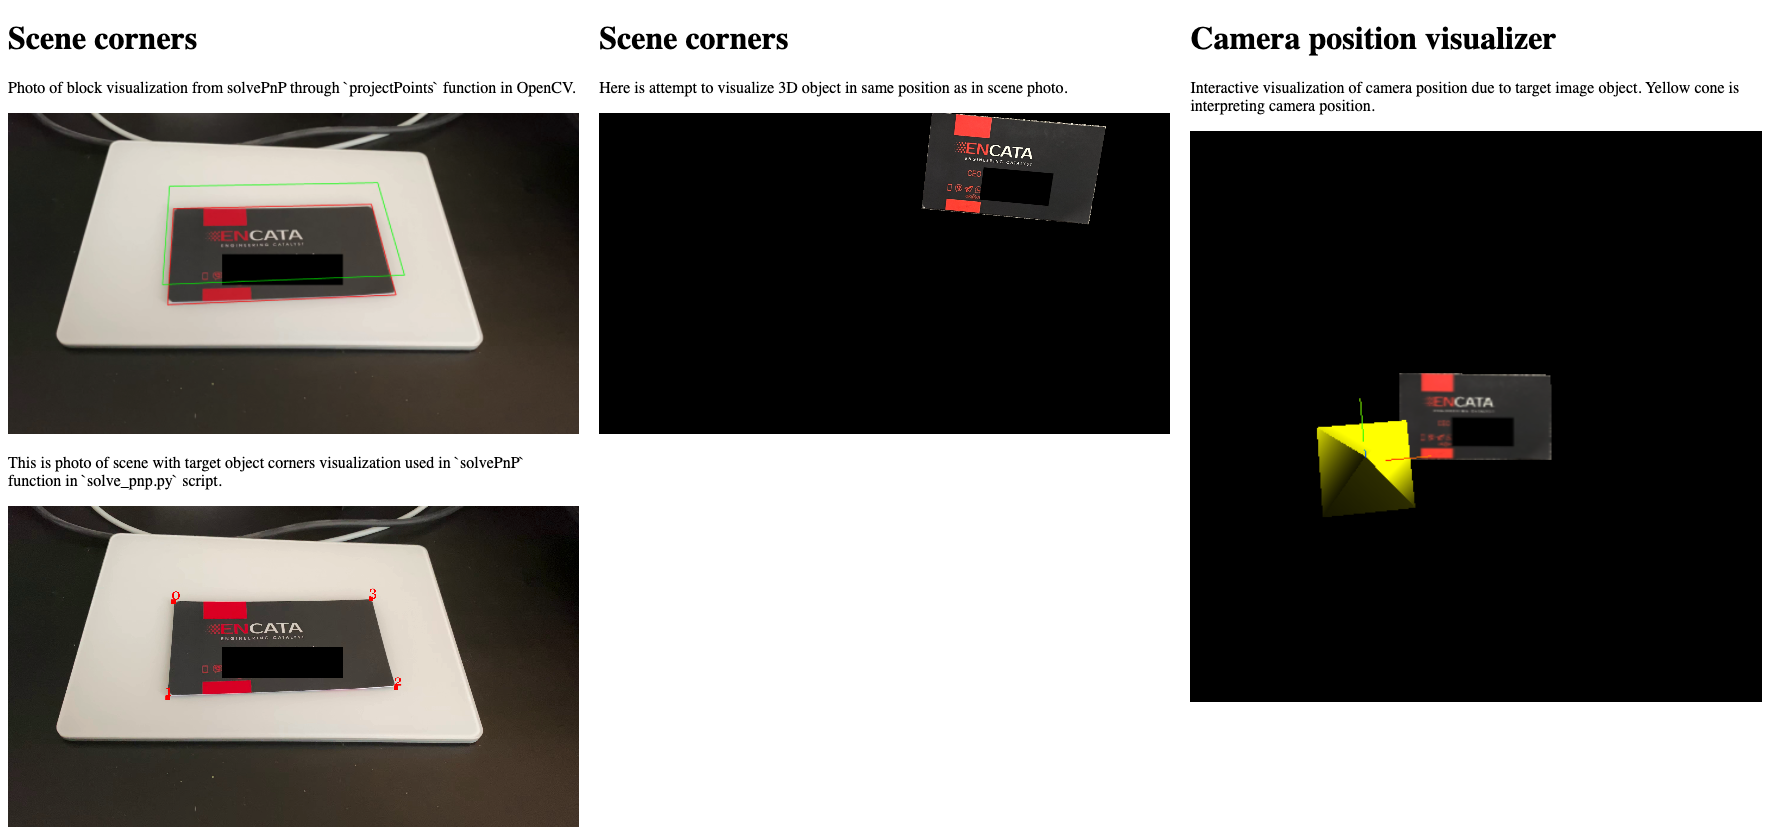 Scene corners
Photo of block visualization from solvePnP through `projectPoints` function in OpenCV.
ENCATA
ENGINEERING CATALYST
This is photo of scene with target object corners visualization used in `solvePnP`
function in `solve_pnp.py` script.
0
3
ENCATA
ENGINEERING CATALYST
1
2
Scene corners
Here is attempt to visualize 3D object in same position as in scene photo.
ENCATA
ENGINEERING CATALYST
CEO
Camera position visualizer
Interactive visualization of camera position due to target image object. Yellow cone is
interpreting camera position.
ENCATA